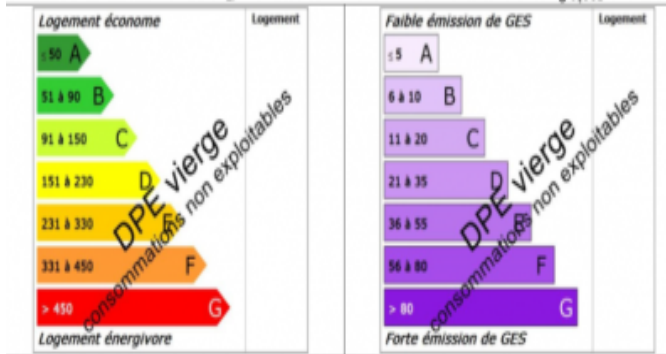 Logement économe
Logement
≤ 50 A
51 à 90 B
91 à 150 C
151 à 230 D
231 à 330 E
331 à 450 F
> 450 G
Logement énergivore
DPE vierge
consommations non exploitables
Faible émission de GES
Logement
≤ 5 A
6 à 10 B
11 à 20 C
21 à 35 D
36 à 55 E
56 à 80 F
> 80 G
Forte émission de GES
DPE vierge
consommations non exploitables